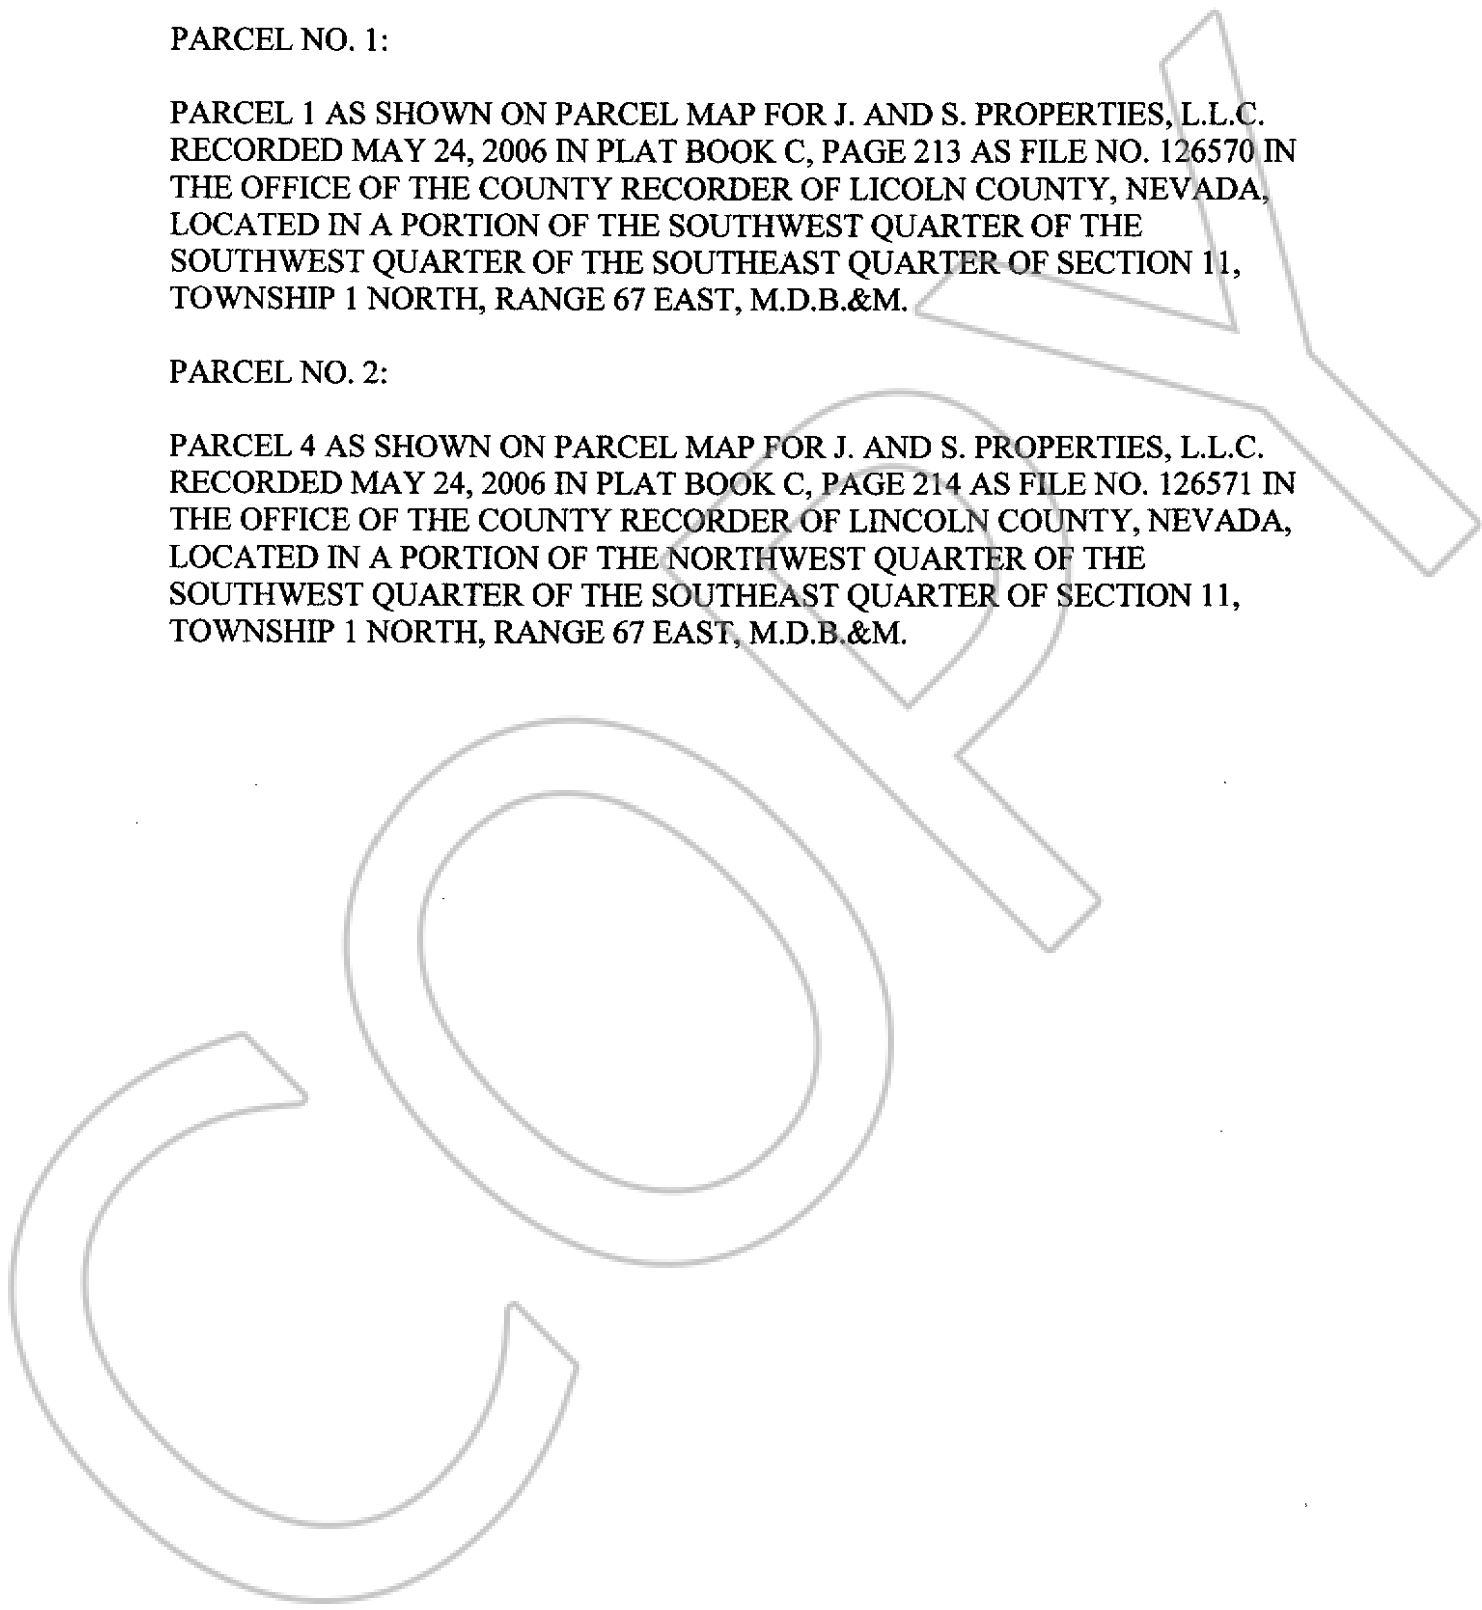 PARCEL NO. 1:
PARCEL 1 AS SHOWN ON PARCEL MAP FOR J. AND S. PROPERTIES, L.L.C.
RECORDED MAY 24, 2006 IN PLAT BOOK C, PAGE 213 AS FILE NO. 126570 IN
THE OFFICE OF THE COUNTY RECORDER OF LICOLN COUNTY, NEVADA,
LOCATED IN A PORTION OF THE SOUTHWEST QUARTER OF THE
SOUTHWEST QUARTER OF THE SOUTHEAST QUARTER OF SECTION 11,
TOWNSHIP 1 NORTH, RANGE 67 EAST, M.D.B.&M.
PARCEL NO. 2:
PARCEL 4 AS SHOWN ON PARCEL MAP FOR J. AND S. PROPERTIES, L.L.C.
RECORDED MAY 24, 2006 IN PLAT BOOK C, PAGE 214 AS FILE NO. 126571 IN
THE OFFICE OF THE COUNTY RECORDER OF LINCOLN COUNTY, NEVADA,
LOCATED IN A PORTION OF THE NORTHWEST QUARTER OF THE
SOUTHWEST QUARTER OF THE SOUTHEAST QUARTER OF SECTION 11,
TOWNSHIP 1 NORTH, RANGE 67 EAST, M.D.B.&M.
COPY